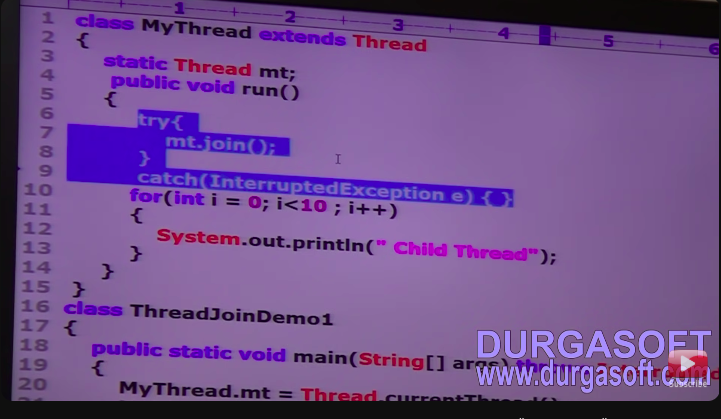 1 2 3 4 5 6
1 class MyThread extends Thread
2 {
3 static Thread mt;
4 public void run()
5 {
6 try{
7 mt.join();
8 }
9 catch(InterruptedException e) { }
10 for(int i = 0; i<10 ; i++)
11 {
12 System.out.println(" Child Thread");
13 }
14 }
15 }
16 class ThreadJoinDemo1
17 {
18 public static void main(String[] args)
19 {
20 MyThread.mt = Thread.currentThread()
DURGASOFT
www.durgasoft.com
Subscribe